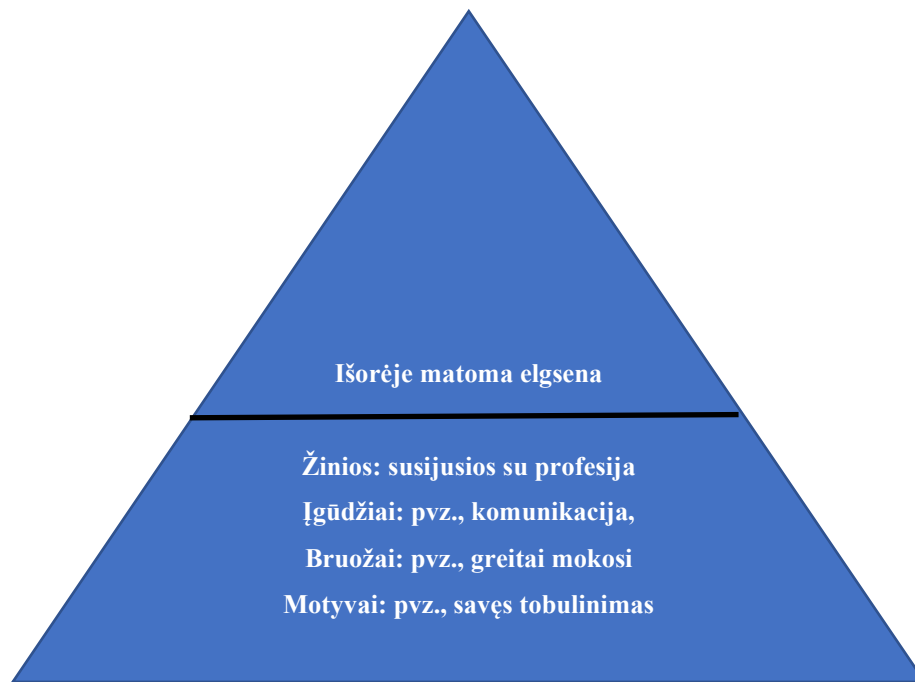 Išorėje matoma elgsena
Žinios: susijusios su profesija
Įgūdžiai: pvz., komunikacija,
Bruožai: pvz., greitai mokosi
Motyvai: pvz., savęs tobulinimas